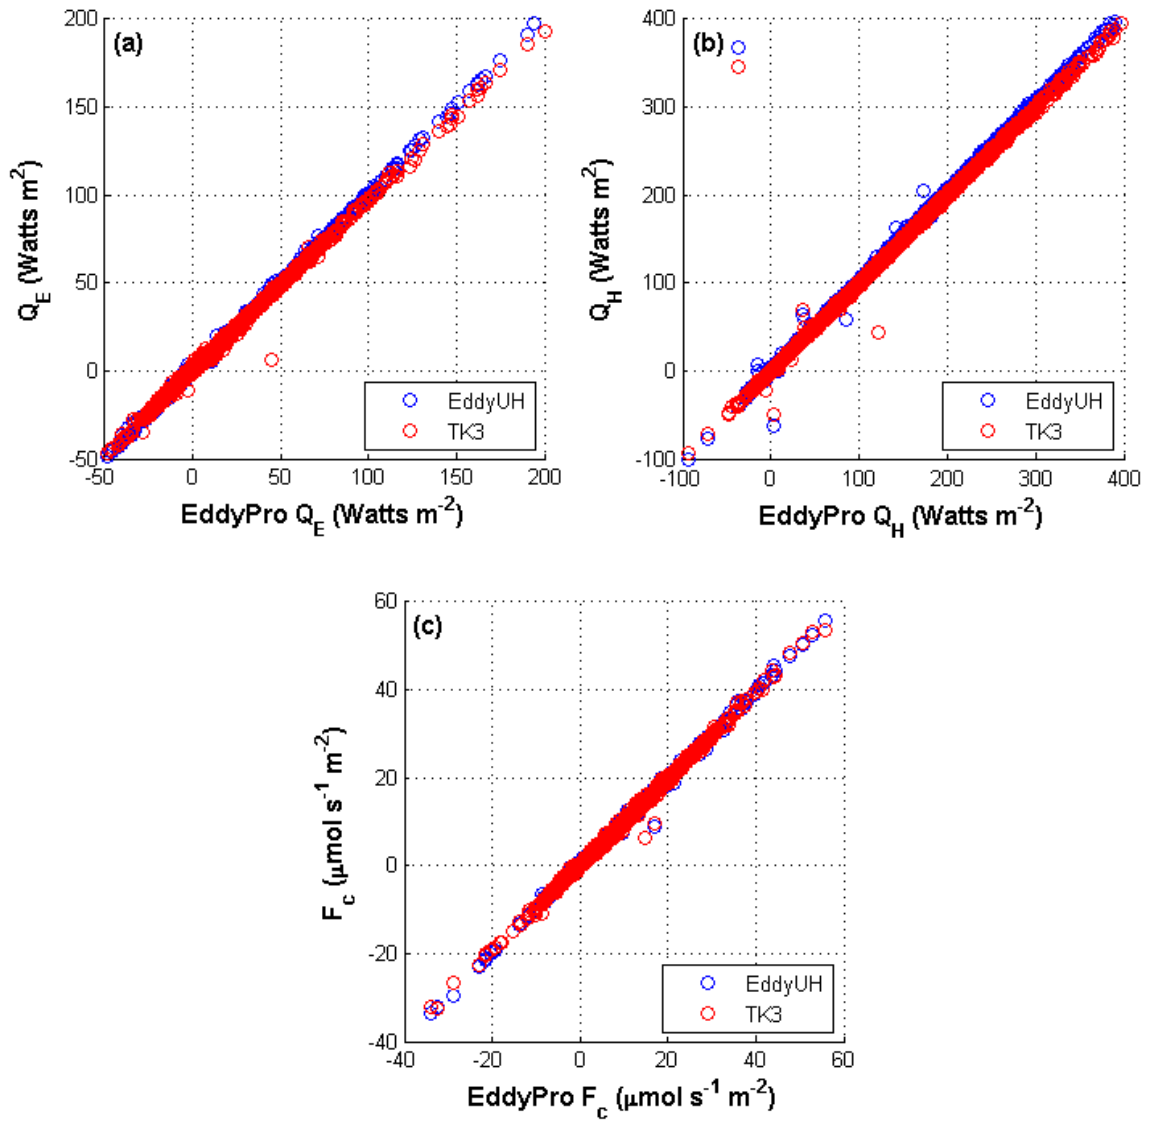 (a)
200
150
100
50
0
-50
-50 0 50 100 150 200
Q_E (Watts m²)
EddyPro Q_E (Watts m⁻²)
EddyUH
TK3
(b)
400
300
200
100
0
-100
-100 0 100 200 300 400
Q_H (Watts m²)
EddyPro Q_H (Watts m⁻²)
EddyUH
TK3
(c)
60
40
20
0
-20
-40
-40 -20 0 20 40 60
F_c (μmol s⁻¹ m⁻²)
EddyPro F_c (μmol s⁻¹ m⁻²)
EddyUH
TK3